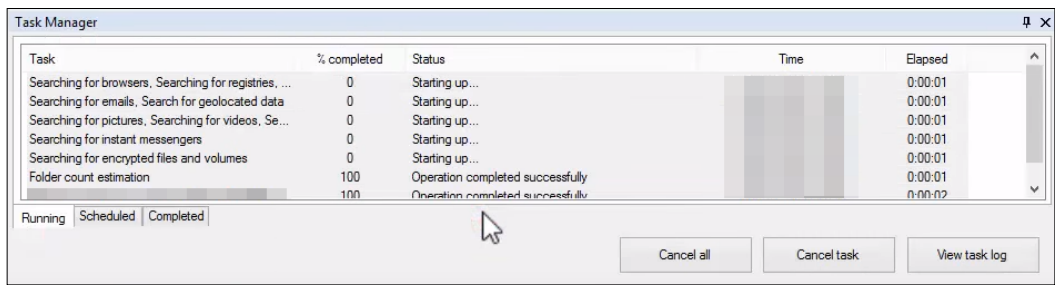 Task Manager
Task % completed Status Time Elapsed
Searching for browsers, Searching for registries, ... 0 Starting up... 0:00:01
Searching for emails, Search for geolocated data 0 Starting up... 0:00:01
Searching for pictures, Searching for videos, Se... 0 Starting up... 0:00:01
Searching for instant messengers 0 Starting up... 0:00:01
Searching for encrypted files and volumes 0 Starting up... 0:00:01
Folder count estimation 100 Operation completed successfully 0:00:01
100 Operation completed successfully 0:00:02
Running Scheduled Completed
Cancel all Cancel task View task log